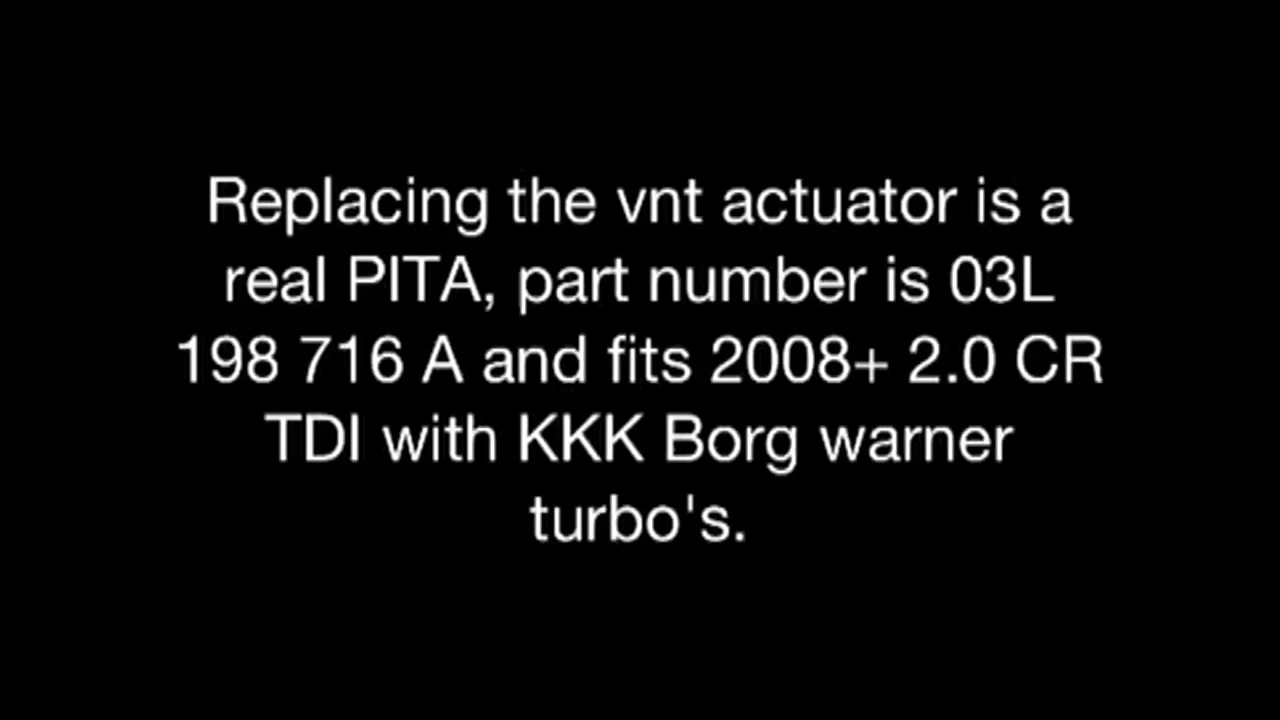 Replacing the vnt actuator is a
real PITA, part number is 03L
198 716 A and fits 2008+ 2.0 CR
TDI with KKK Borg warner
turbo's.